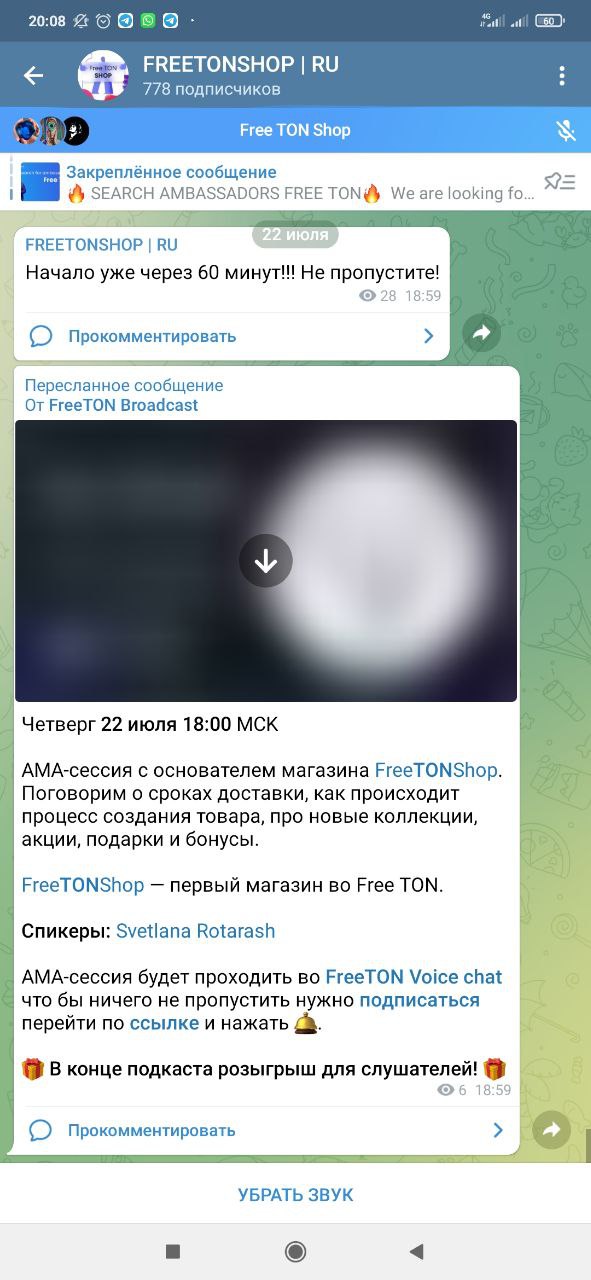 20:08
4G
60
FREETONSHOP | RU
778 подписчиков
Free TON Shop
Закреплённое сообщение
🔥 SEARCH AMBASSADORS FREE TON🔥 We are looking fo...
22 июля
FREETONSHOP | RU
Начало уже через 60 минут!!! Не пропустите!
28 18:59
Прокомментировать
Пересланное сообщение
От FreeTON Broadcast
Четверг 22 июля 18:00 МСК
АМА-сессия с основателем магазина FreeTONShop.
Поговорим о сроках доставки, как происходит
процесс создания товара, про новые коллекции,
акции, подарки и бонусы.
FreeTONShop — первый магазин во Free TON.
Спикеры: Svetlana Rotarash
АМА-сессия будет проходить во FreeTON Voice chat
что бы ничего не пропустить нужно подписаться
перейти по ссылке и нажать 🛎.
🎁 В конце подкаста розыгрыш для слушателей! 🎁
6 18:59
Прокомментировать
УБРАТЬ ЗВУК